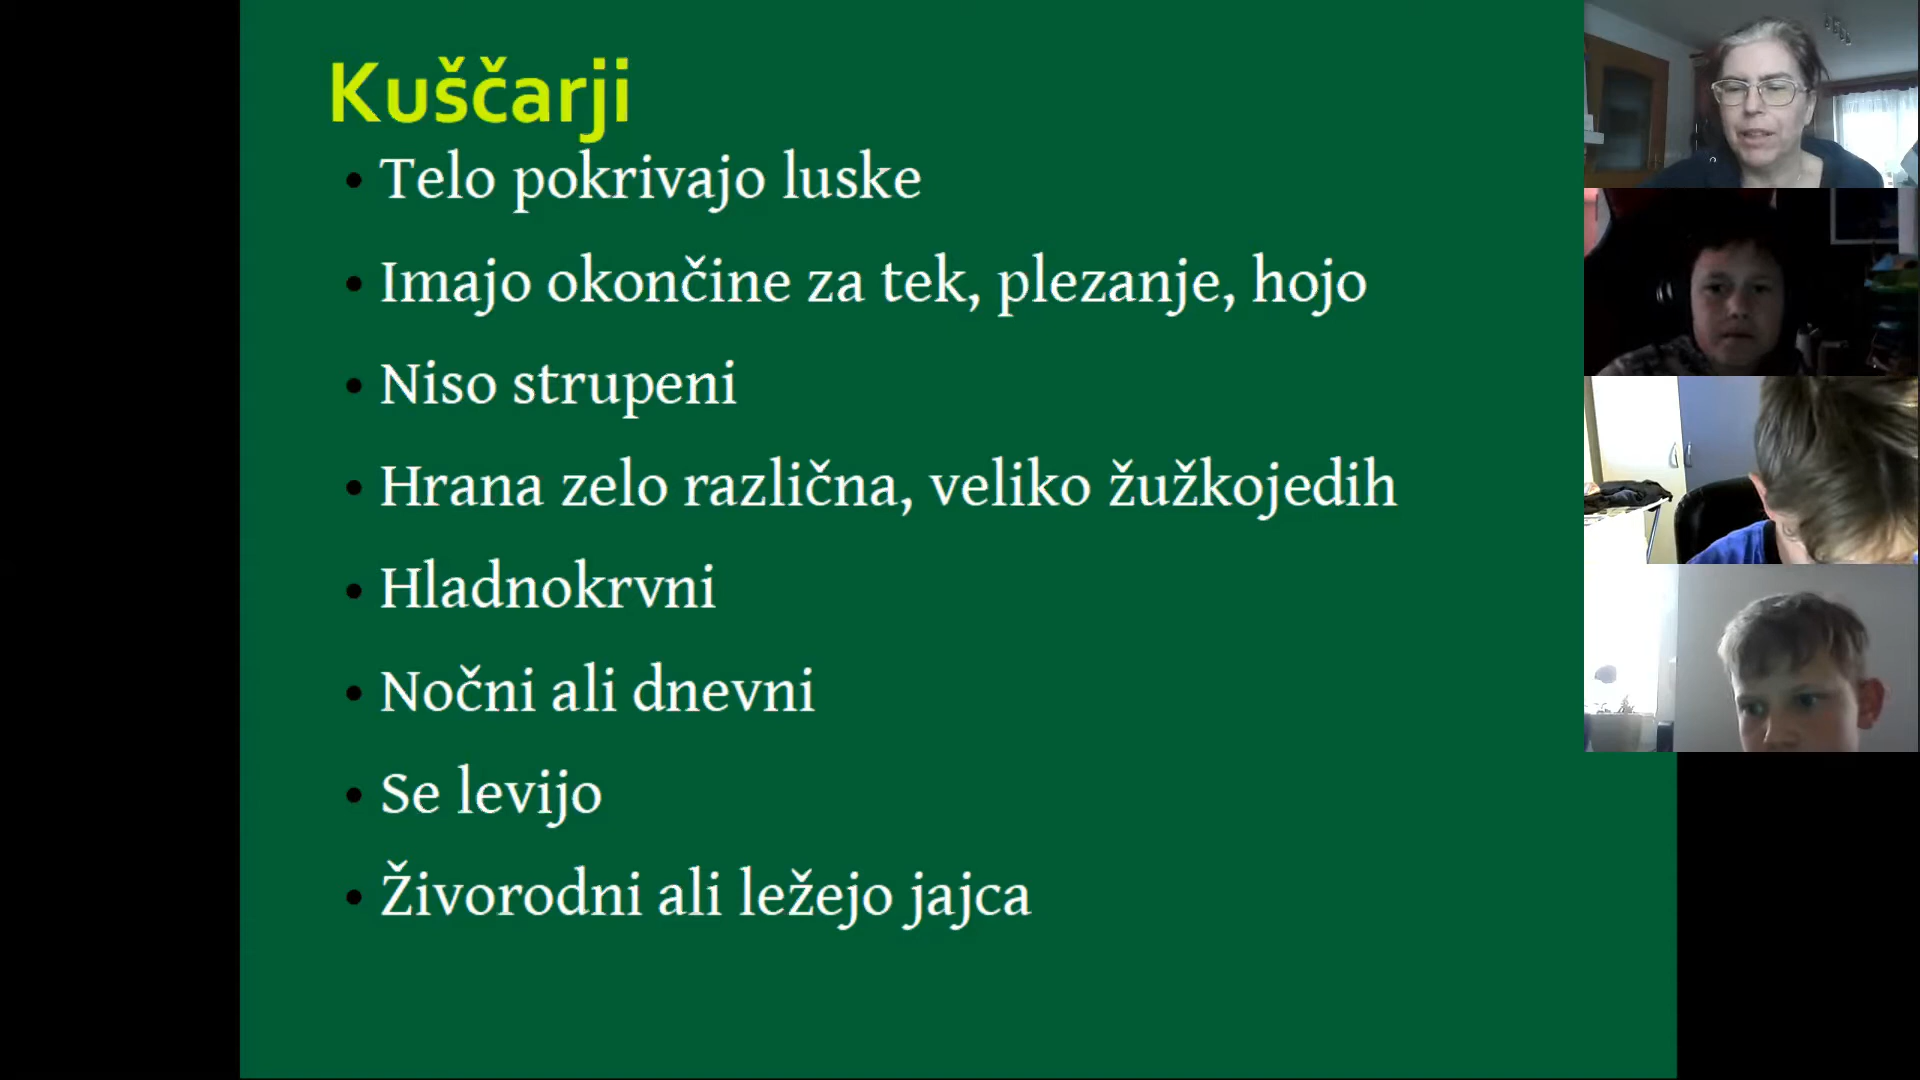 Kuščarji
• Telo pokrivajo luske
• Imajo okončine za tek, plezanje, hojo
• Niso strupeni
• Hrana zelo različna, veliko žužkojedih
• Hladnokrvni
• Nočni ali dnevni
• Se levijo
• Živorodni ali ležejo jajca